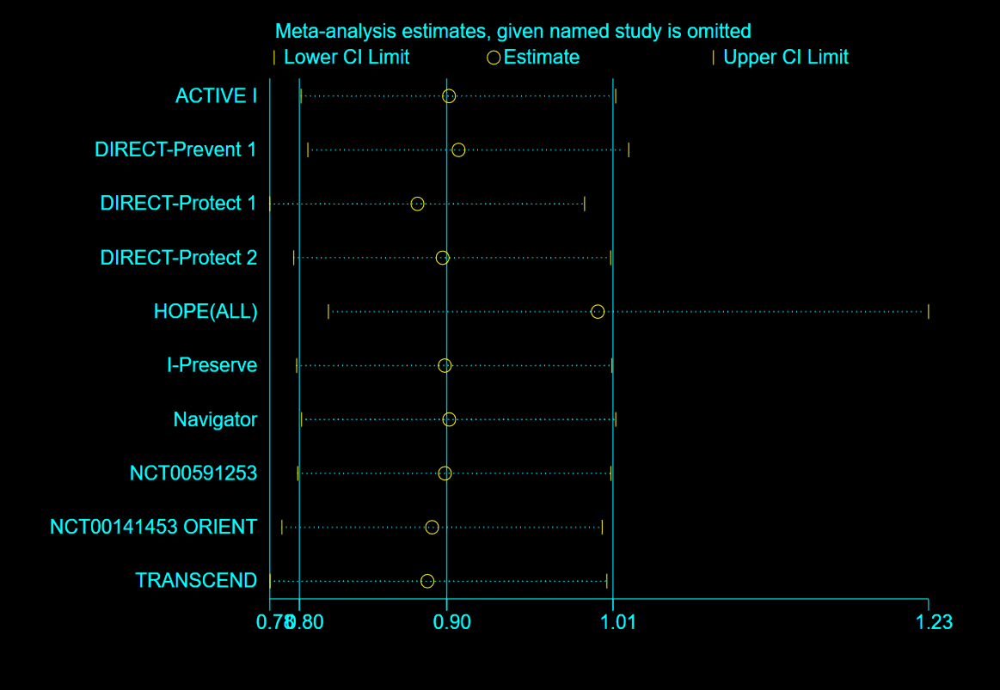 Meta-analysis estimates, given named study is omitted
| Lower CI Limit ○ Estimate | Upper CI Limit
ACTIVE I
DIRECT-Prevent 1
DIRECT-Protect 1
DIRECT-Protect 2
HOPE(ALL)
I-Preserve
Navigator
NCT00591253
NCT00141453 ORIENT
TRANSCEND
0.78 0.80 0.90 1.01 1.23